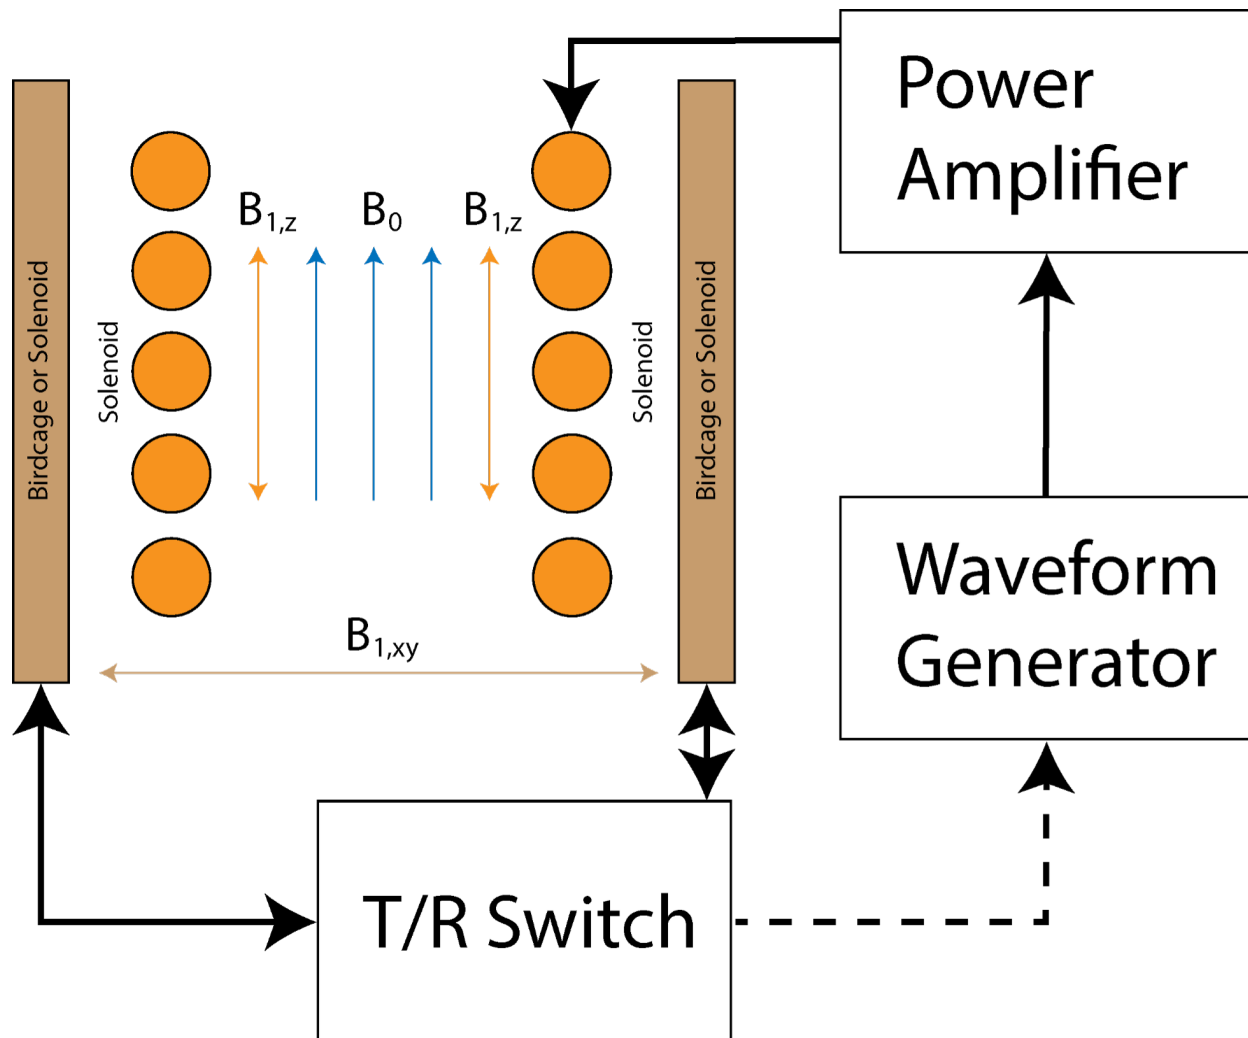 Power
Amplifier
B1,z
B0
B1,z
Birdcage or Solenoid
Solenoid
Solenoid
Birdcage or Solenoid
Waveform
Generator
B1,xy
T/R Switch